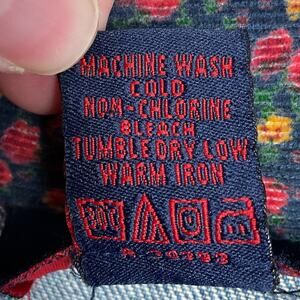 MACHINE WASH
COLD
NON-CHLORINE
BLEACH
TUMBLE DRY LOW
WARM IRON